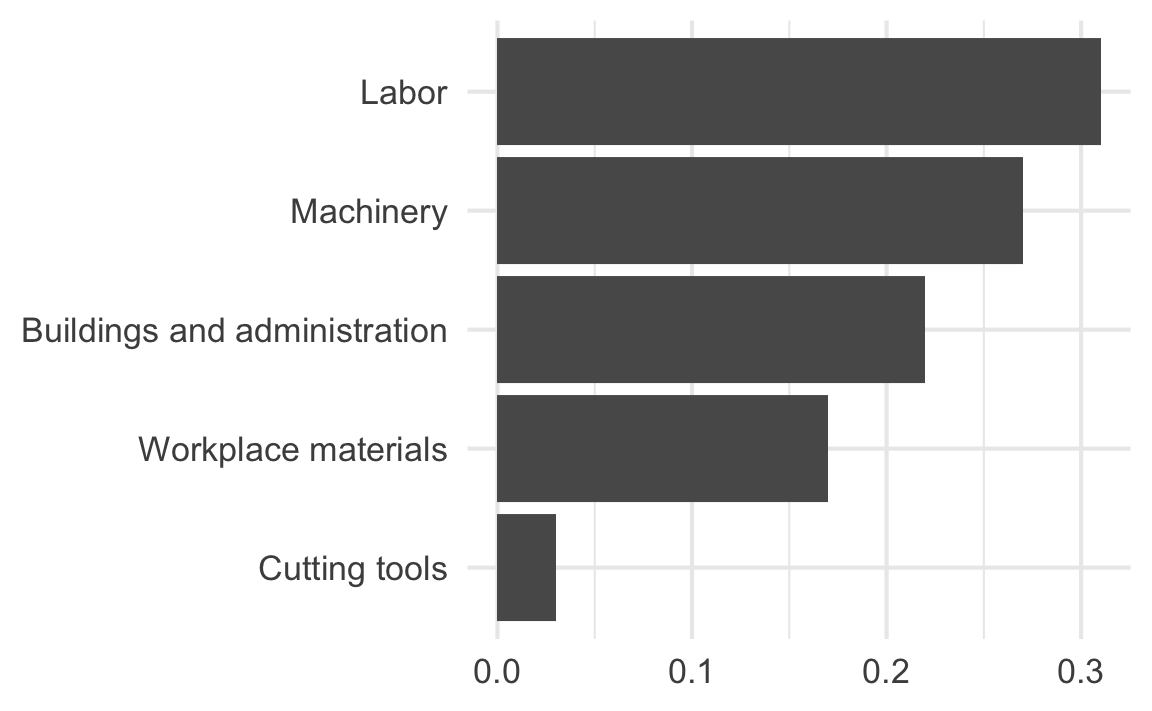 Labor
Machinery
Buildings and administration
Workplace materials
Cutting tools
0.0 0.1 0.2 0.3